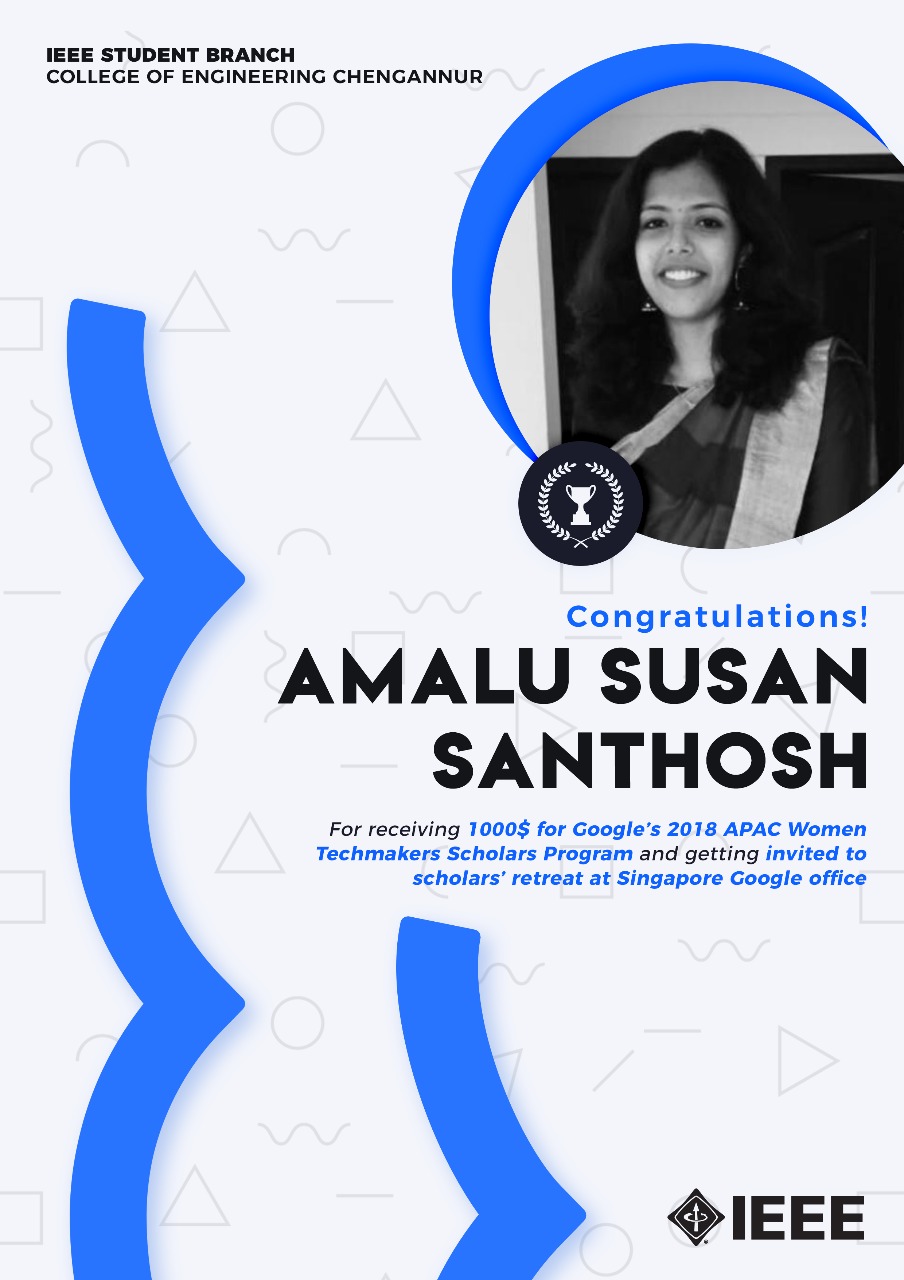 IEEE STUDENT BRANCH
COLLEGE OF ENGINEERING CHENGANNUR
Congratulations!
AMALU SUSAN
SANTHOSH
For receiving 1000$ for Google's 2018 APAC Women
Techmakers Scholars Program and getting invited to
scholars' retreat at Singapore Google office
IEEE